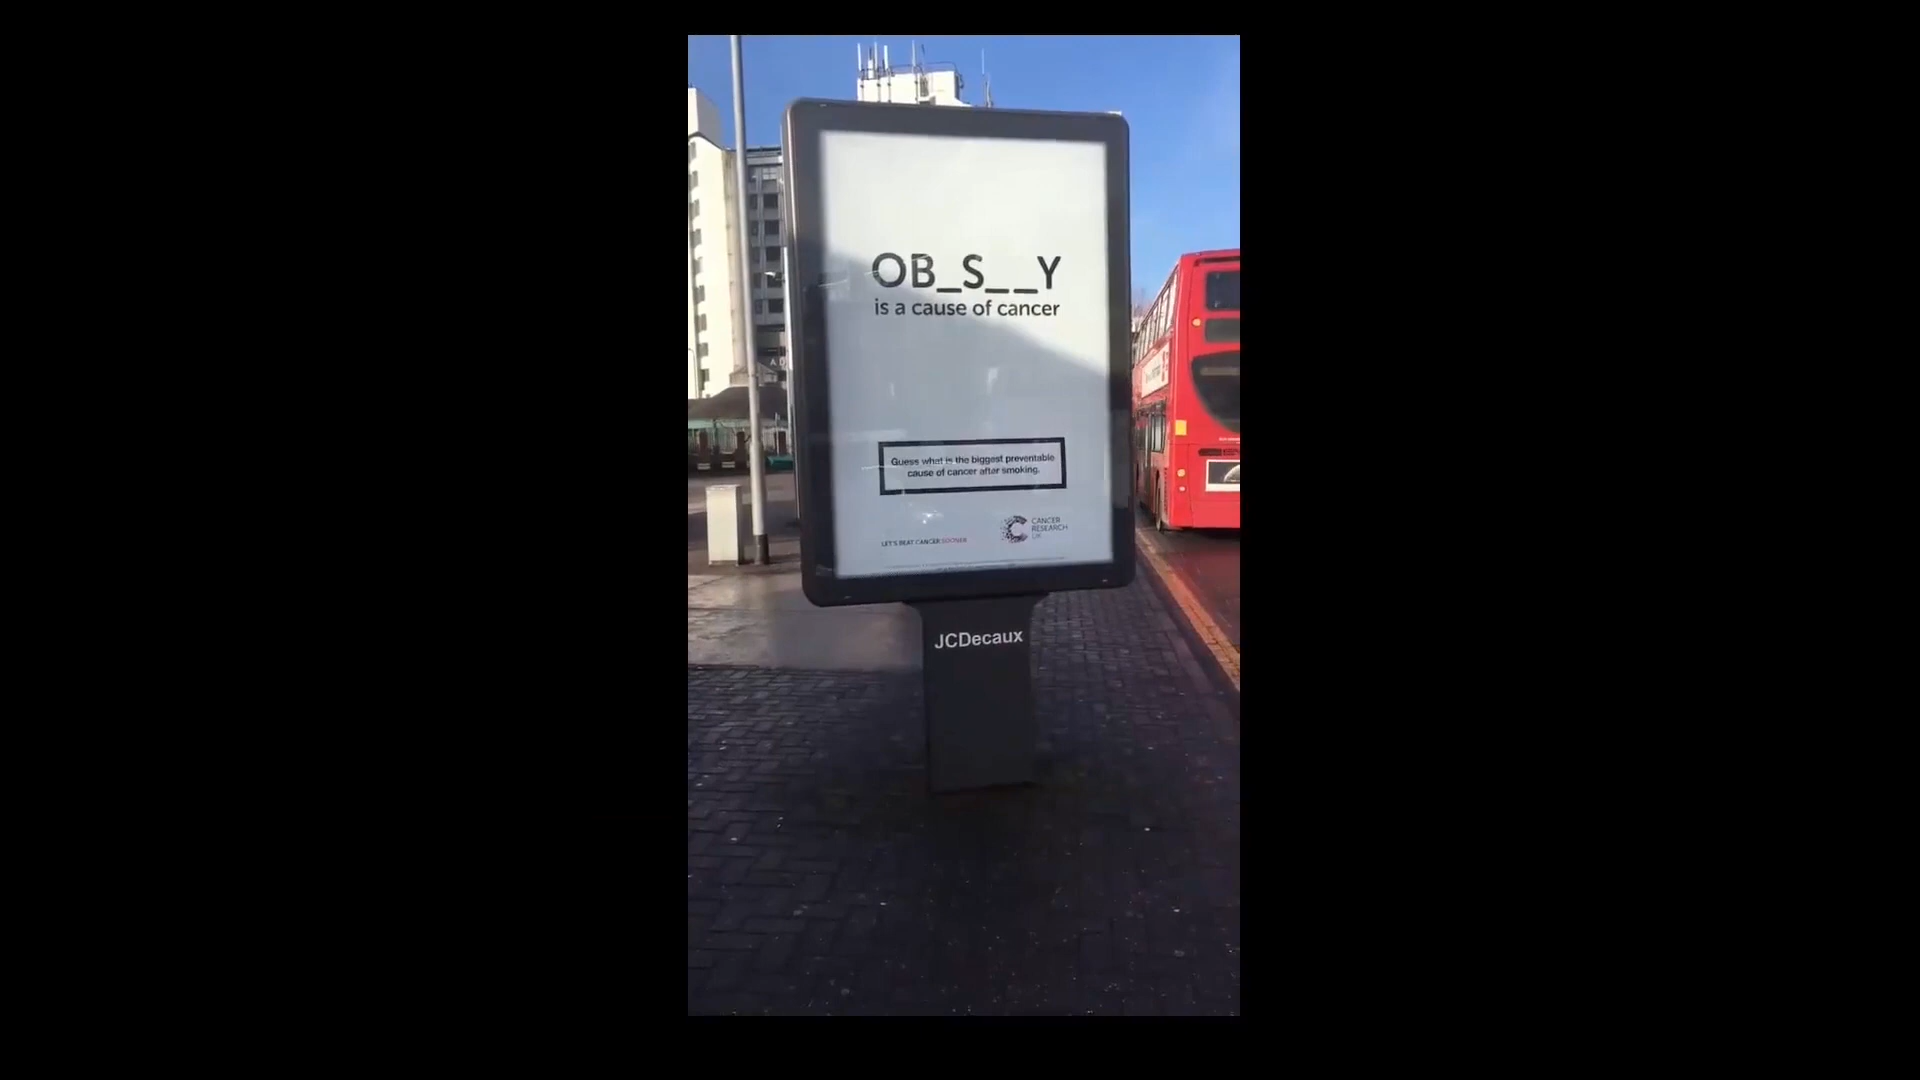 OB_S__Y
is a cause of cancer
Guess what is the biggest preventable
cause of cancer after smoking.
LET'S BEAT CANCER SOONER
CANCER
RESEARCH
UK
JCDecaux